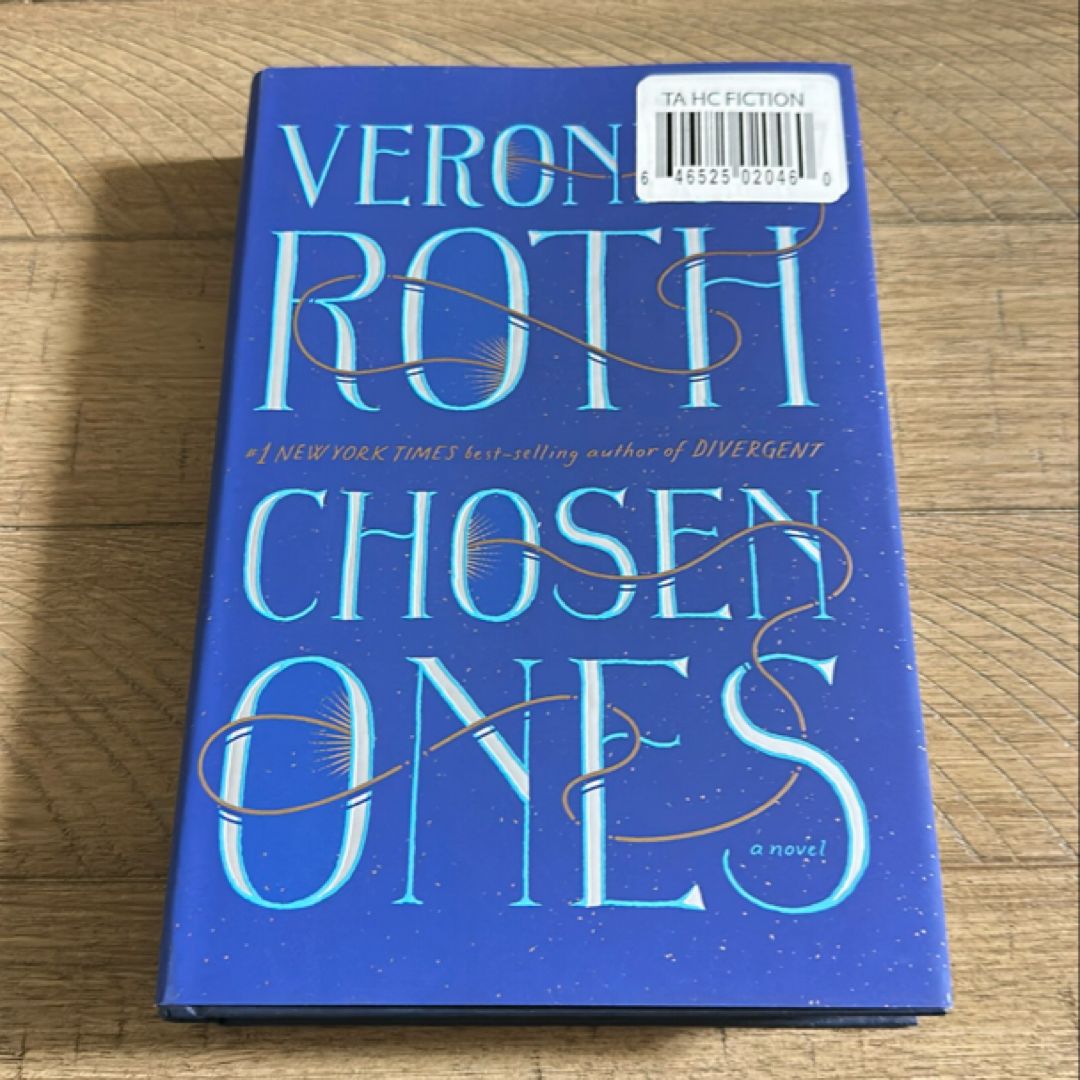 TA HC FICTION
6 46525 02046 0
VERON
ROTH
#1 NEW YORK TIMES best-selling author of DIVERGENT
CHOSEN
ONES
a novel